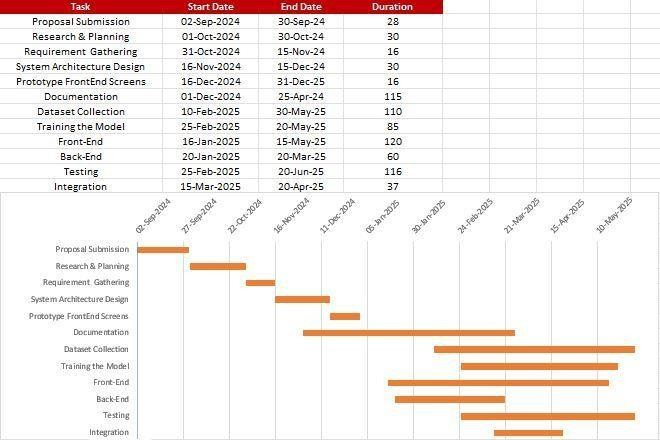 Task Start Date End Date Duration
Proposal Submission 02-Sep-2024 30-Sep-24 28
Research & Planning 01-Oct-2024 30-Oct-24 30
Requirement Gathering 31-Oct-2024 15-Nov-24 16
System Architecture Design 16-Nov-2024 15-Dec-24 30
Prototype FrontEnd Screens 16-Dec-2024 31-Dec-25 16
Documentation 01-Dec-2024 25-Apr-24 115
Dataset Collection 10-Feb-2025 30-May-25 110
Training the Model 25-Feb-2025 20-May-25 85
Front-End 16-Jan-2025 15-May-25 120
Back-End 20-Jan-2025 20-Mar-25 60
Testing 25-Feb-2025 20-Jun-25 116
Integration 15-Mar-2025 20-Apr-25 37
02-Sep-2024 27-Sep-2024 22-Oct-2024 16-Nov-2024 11-Dec-2024 05-Jan-2025 30-Jan-2025 24-Feb-2025 21-Mar-2025 15-Apr-2025 10-May-2025
Proposal Submission
Research & Planning
Requirement Gathering
System Architecture Design
Prototype FrontEnd Screens
Documentation
Dataset Collection
Training the Model
Front-End
Back-End
Testing
Integration